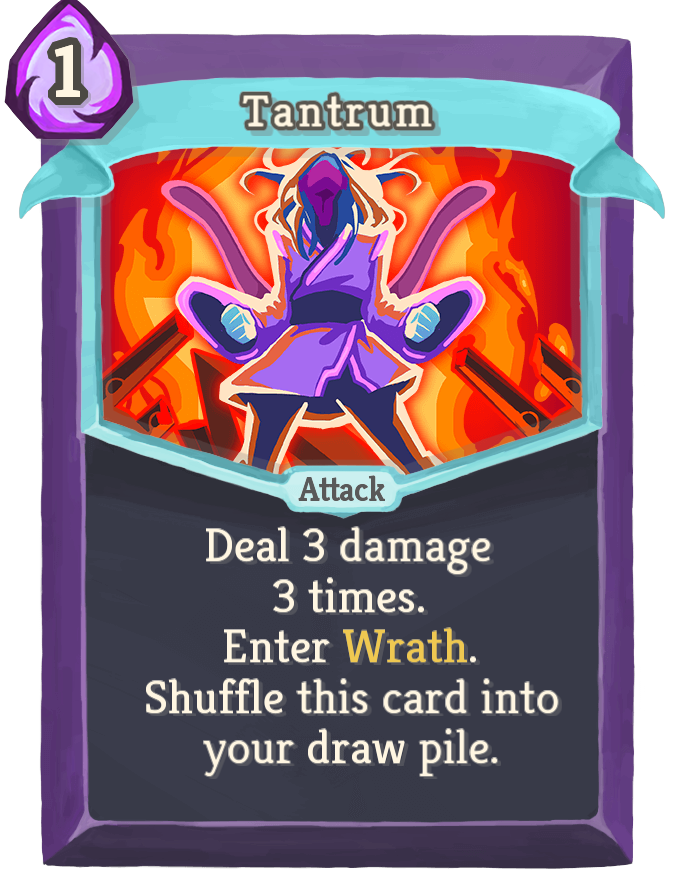 1
Tantrum
Attack
Deal 3 damage
3 times.
Enter Wrath.
Shuffle this card into
your draw pile.